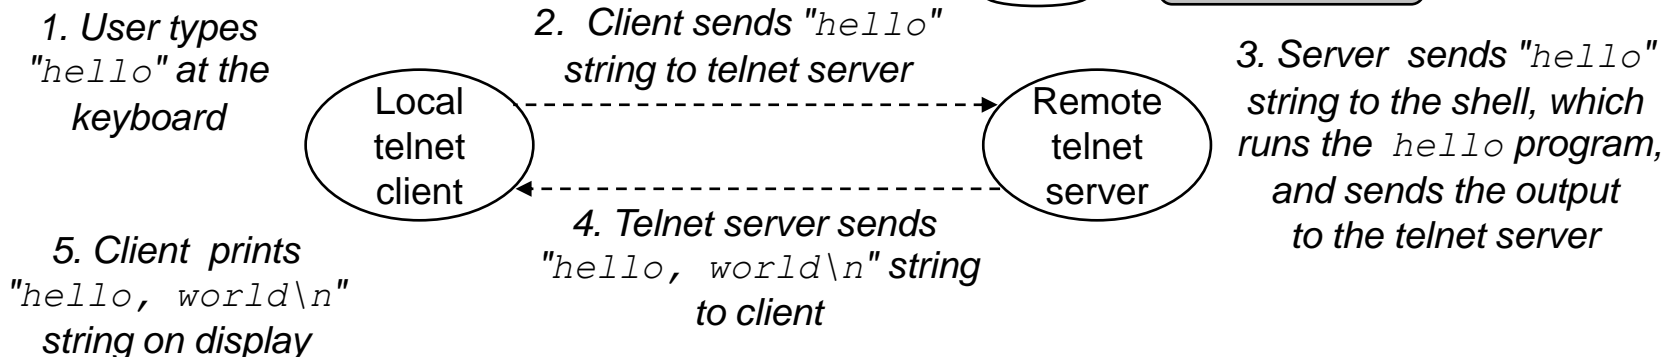 1. User types
"hello" at the
keyboard
Local
telnet
client
2. Client sends "hello"
string to telnet server
Remote
telnet
server
3. Server sends "hello"
string to the shell, which
runs the hello program,
and sends the output
to the telnet server
4. Telnet server sends
"hello, world\n" string
to client
5. Client prints
"hello, world\n"
string on display